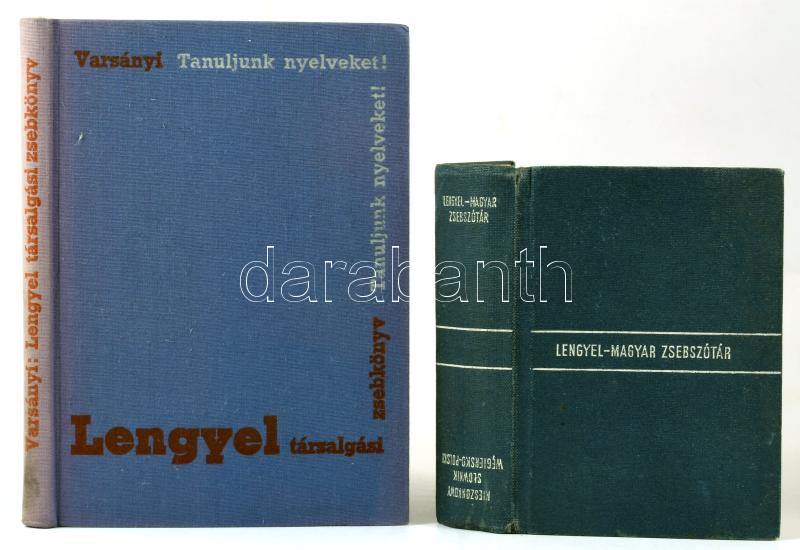 Varsányi: Lengyel társalgási zsebkönyv
Varsányi Tanuljunk nyelveket!
Tanuljunk nyelveket!
zsebkönyv
Lengyel társalgási
darabanth
LENGYEL–MAGYAR
ZSEBSZÓTÁR
KIESZONKOWY
SŁOWNIK
WĘGIERSKO-POLSKI
LENGYEL–MAGYAR ZSEBSZÓTÁR